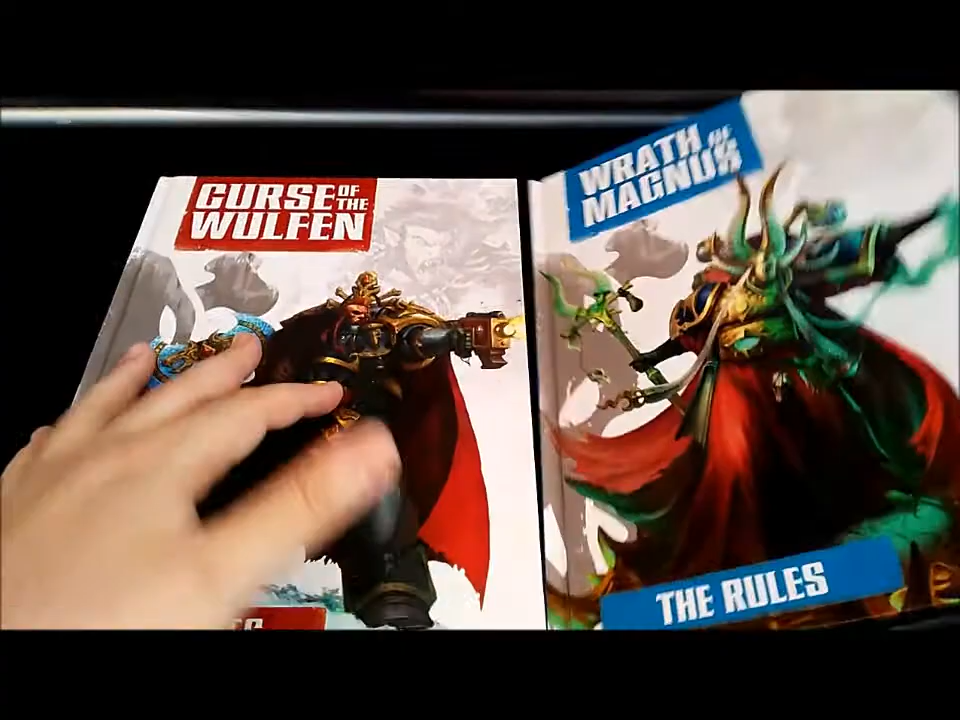 CURSE OF THE
WULFEN
WRATH OF
MAGNUS
THE RULES